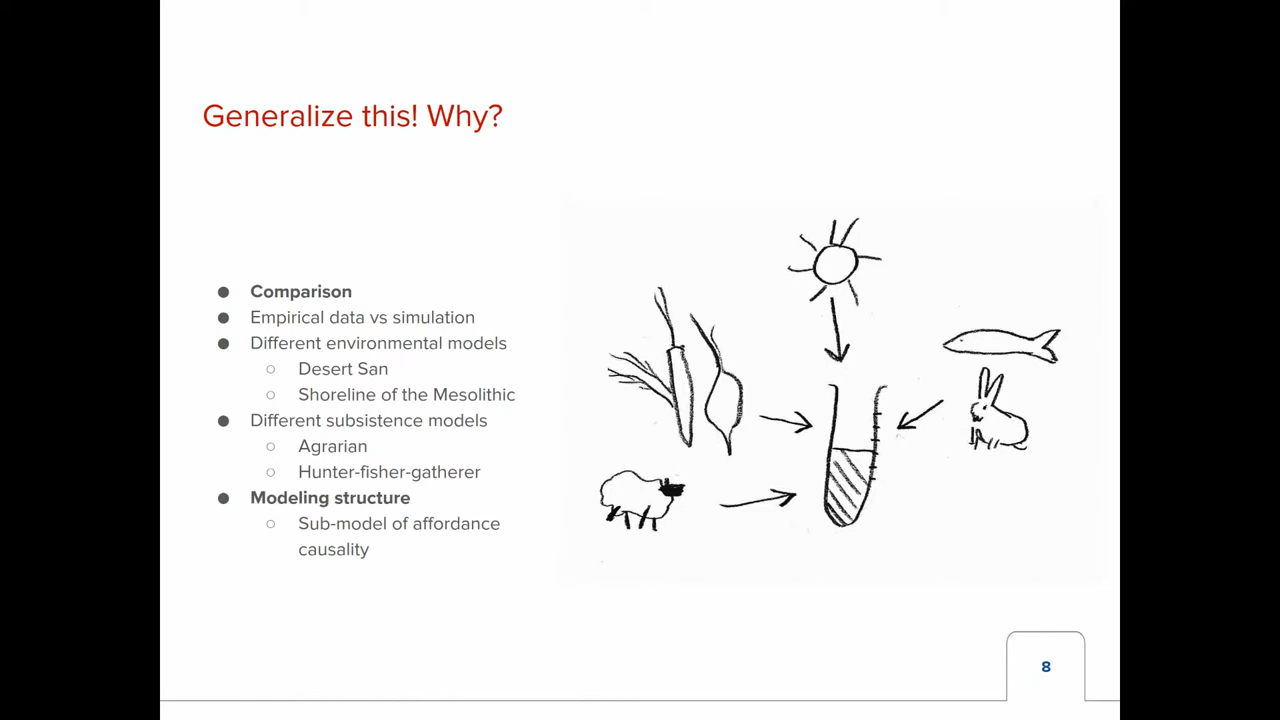 Generalize this! Why?
● Comparison
● Empirical data vs simulation
● Different environmental models
○ Desert San
○ Shoreline of the Mesolithic
● Different subsistence models
○ Agrarian
○ Hunter-fisher-gatherer
● Modeling structure
○ Sub-model of affordance
causality
8